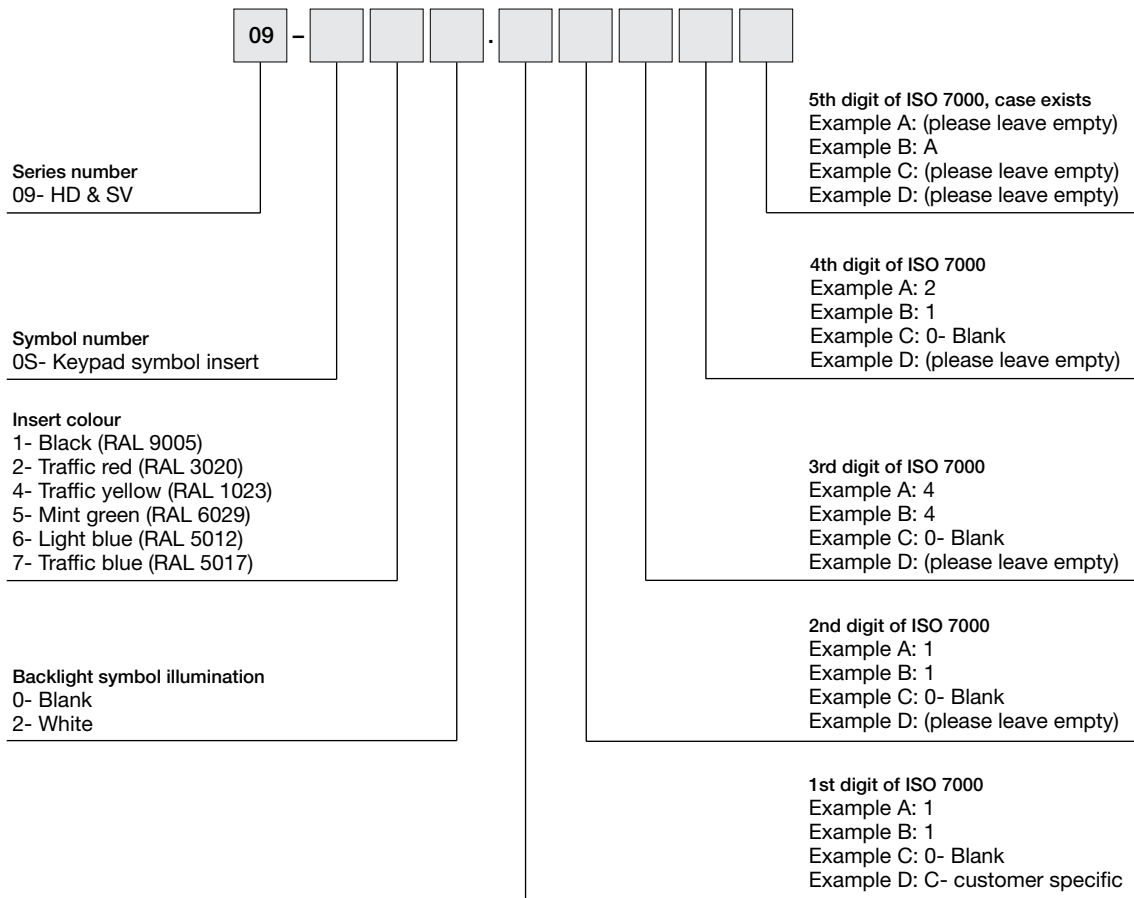 09 – .
Series number
09- HD & SV
Symbol number
0S- Keypad symbol insert
Insert colour
1- Black (RAL 9005)
2- Traffic red (RAL 3020)
4- Traffic yellow (RAL 1023)
5- Mint green (RAL 6029)
6- Light blue (RAL 5012)
7- Traffic blue (RAL 5017)
Backlight symbol illumination
0- Blank
2- White
5th digit of ISO 7000, case exists
Example A: (please leave empty)
Example B: A
Example C: (please leave empty)
Example D: (please leave empty)
4th digit of ISO 7000
Example A: 2
Example B: 1
Example C: 0- Blank
Example D: (please leave empty)
3rd digit of ISO 7000
Example A: 4
Example B: 4
Example C: 0- Blank
Example D: (please leave empty)
2nd digit of ISO 7000
Example A: 1
Example B: 1
Example C: 0- Blank
Example D: (please leave empty)
1st digit of ISO 7000
Example A: 1
Example B: 1
Example C: 0- Blank
Example D: C- customer specific